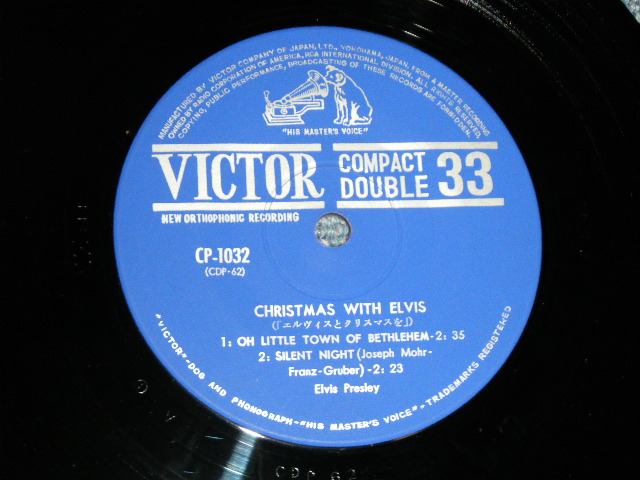 MANUFACTURED BY VICTOR COMPANY OF JAPAN, LTD., YOKOHAMA, JAPAN, FROM A MASTER RECORDING
OWNED BY RADIO CORPORATION OF AMERICA, RCA INTERNATIONAL DIVISION. ALL RIGHTS RESERVED.
COPYING, PUBLIC PERFORMANCE, BROADCASTING OF THESE RECORDS ARE FORBIDDEN.
"HIS MASTER'S VOICE"
VICTOR COMPACT DOUBLE 33
NEW ORTHOPHONIC RECORDING
CP-1032
(CDP-62)
CHRISTMAS WITH ELVIS
(「エルヴィスとクリスマスを」)
1: OH LITTLE TOWN OF BETHLEHEM-2: 35
2: SILENT NIGHT (Joseph Mohr-
Franz-Gruber) -2: 23
Elvis Presley
"VICTOR"-DOG AND PHONOGRAPH-"HIS MASTER'S VOICE"-TRADEMARKS REGISTERED